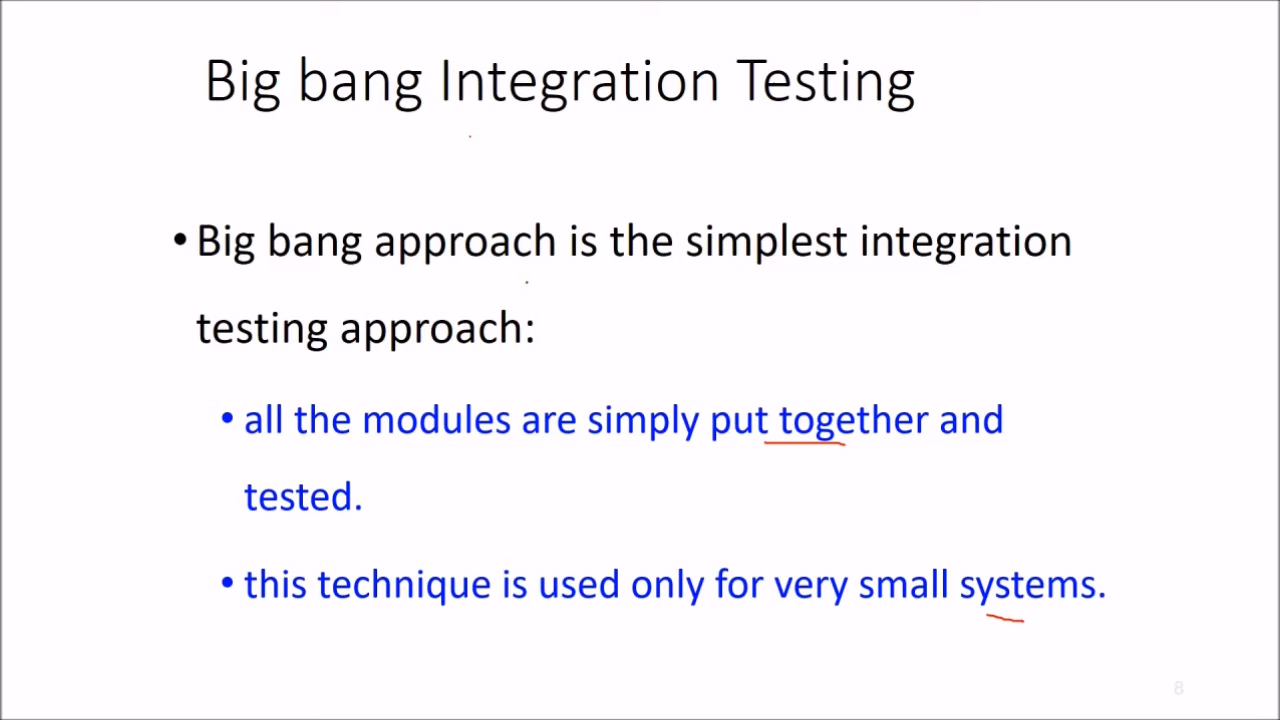 Big bang Integration Testing
• Big bang approach is the simplest integration
testing approach:
• all the modules are simply put together and
tested.
• this technique is used only for very small systems.
8